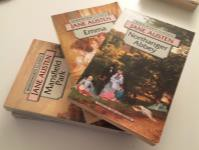 JANE AUSTEN
Mansfield
Park
JANE AUSTEN
Emma
JANE AUSTEN
Northanger
Abbey